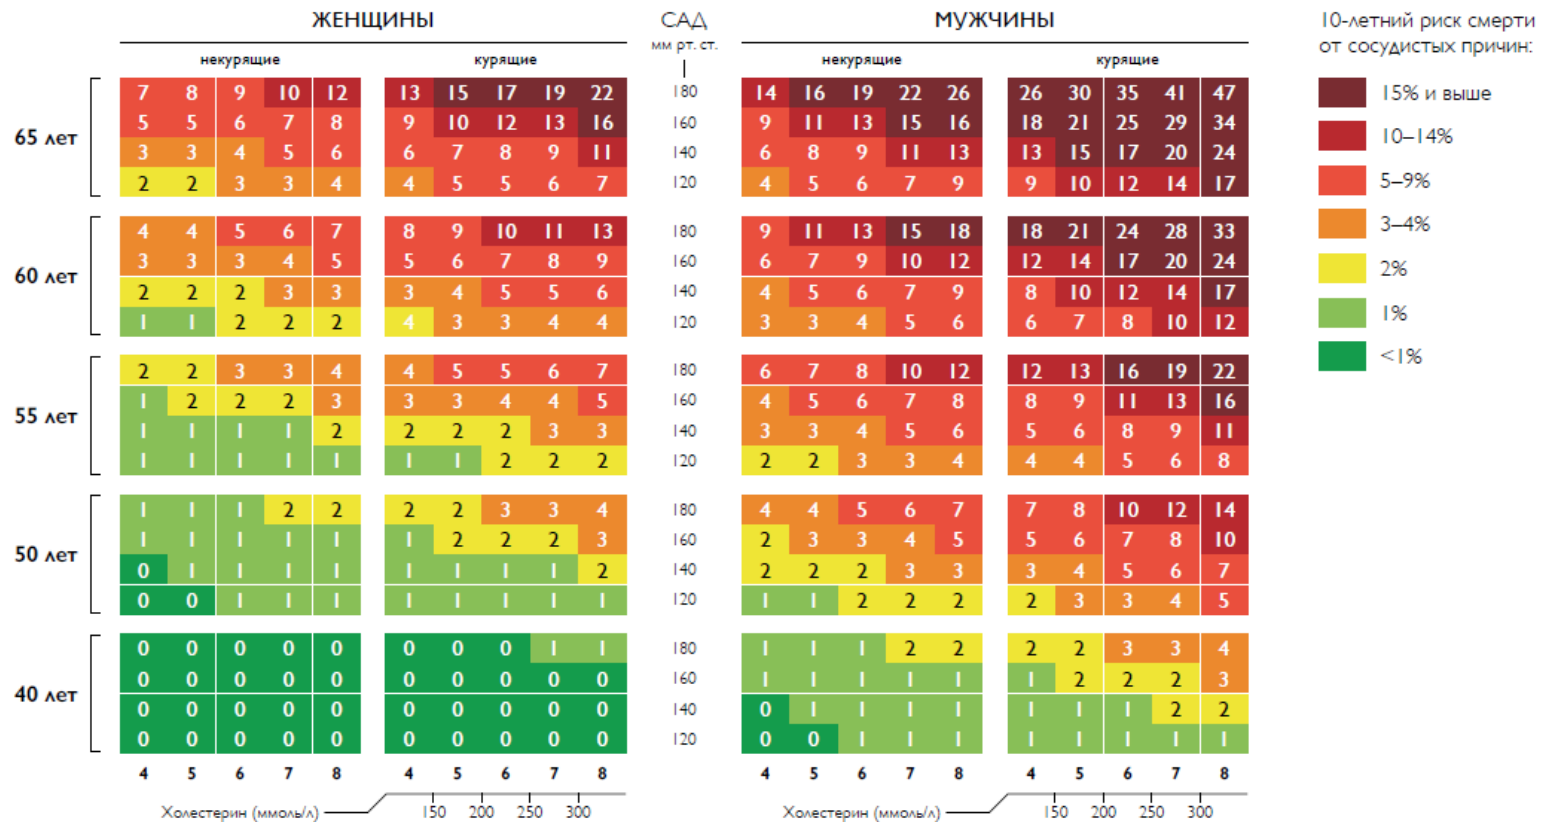 ЖЕНЩИНЫ САД МУЖЧИНЫ 10-летний риск смерти
мм рт. ст. от сосудистых причин:
некурящие курящие некурящие курящие
7 8 9 10 12 13 15 17 19 22 180 14 16 19 22 26 26 30 35 41 47 15% и выше
5 5 6 7 8 9 10 12 13 16 160 9 11 13 15 16 18 21 25 29 34 10–14%
65 лет
3 3 4 5 6 6 7 8 9 11 140 6 8 9 11 13 13 15 17 20 24
2 2 3 3 4 4 5 5 6 7 120 4 5 6 7 9 9 10 12 14 17 5–9%
4 4 5 6 7 8 9 10 11 13 180 9 11 13 15 18 18 21 24 28 33 3–4%
3 3 3 4 5 5 6 7 8 9 160 6 7 9 10 12 12 14 17 20 24 2%
60 лет
2 2 2 3 3 3 4 5 5 6 140 4 5 6 7 9 8 10 12 14 17
1 1 2 2 2 4 3 3 4 4 120 3 3 4 5 6 6 7 8 10 12 1%
2 2 3 3 4 4 5 5 6 7 180 6 7 8 10 12 12 13 16 19 22 <1%
1 2 2 2 3 3 3 4 4 5 160 4 5 6 7 8 8 9 11 13 16
55 лет
1 1 1 1 2 2 2 2 3 3 140 3 3 4 5 6 5 6 8 9 11
1 1 1 1 1 1 1 2 2 2 120 2 2 3 3 4 4 4 5 6 8
1 1 1 2 2 2 2 3 3 4 180 4 4 5 6 7 7 8 10 12 14
1 1 1 1 1 1 2 2 2 3 160 2 3 3 4 5 5 6 7 8 10
50 лет
0 1 1 1 1 1 1 1 1 2 140 2 2 2 3 3 3 4 5 6 7
0 0 1 1 1 1 1 1 1 1 120 1 1 2 2 2 2 3 3 4 5
0 0 0 0 0 0 0 0 1 1 180 1 1 1 2 2 2 2 3 3 4
0 0 0 0 0 0 0 0 0 0 160 1 1 1 1 1 1 2 2 2 3
40 лет
0 0 0 0 0 0 0 0 0 0 140 0 1 1 1 1 1 1 1 2 2
0 0 0 0 0 0 0 0 0 0 120 0 0 1 1 1 1 1 1 1 1
4 5 6 7 8 4 5 6 7 8 4 5 6 7 8 4 5 6 7 8
Холестерин (ммоль/л) 150 200 250 300 Холестерин (ммоль/л) 150 200 250 300